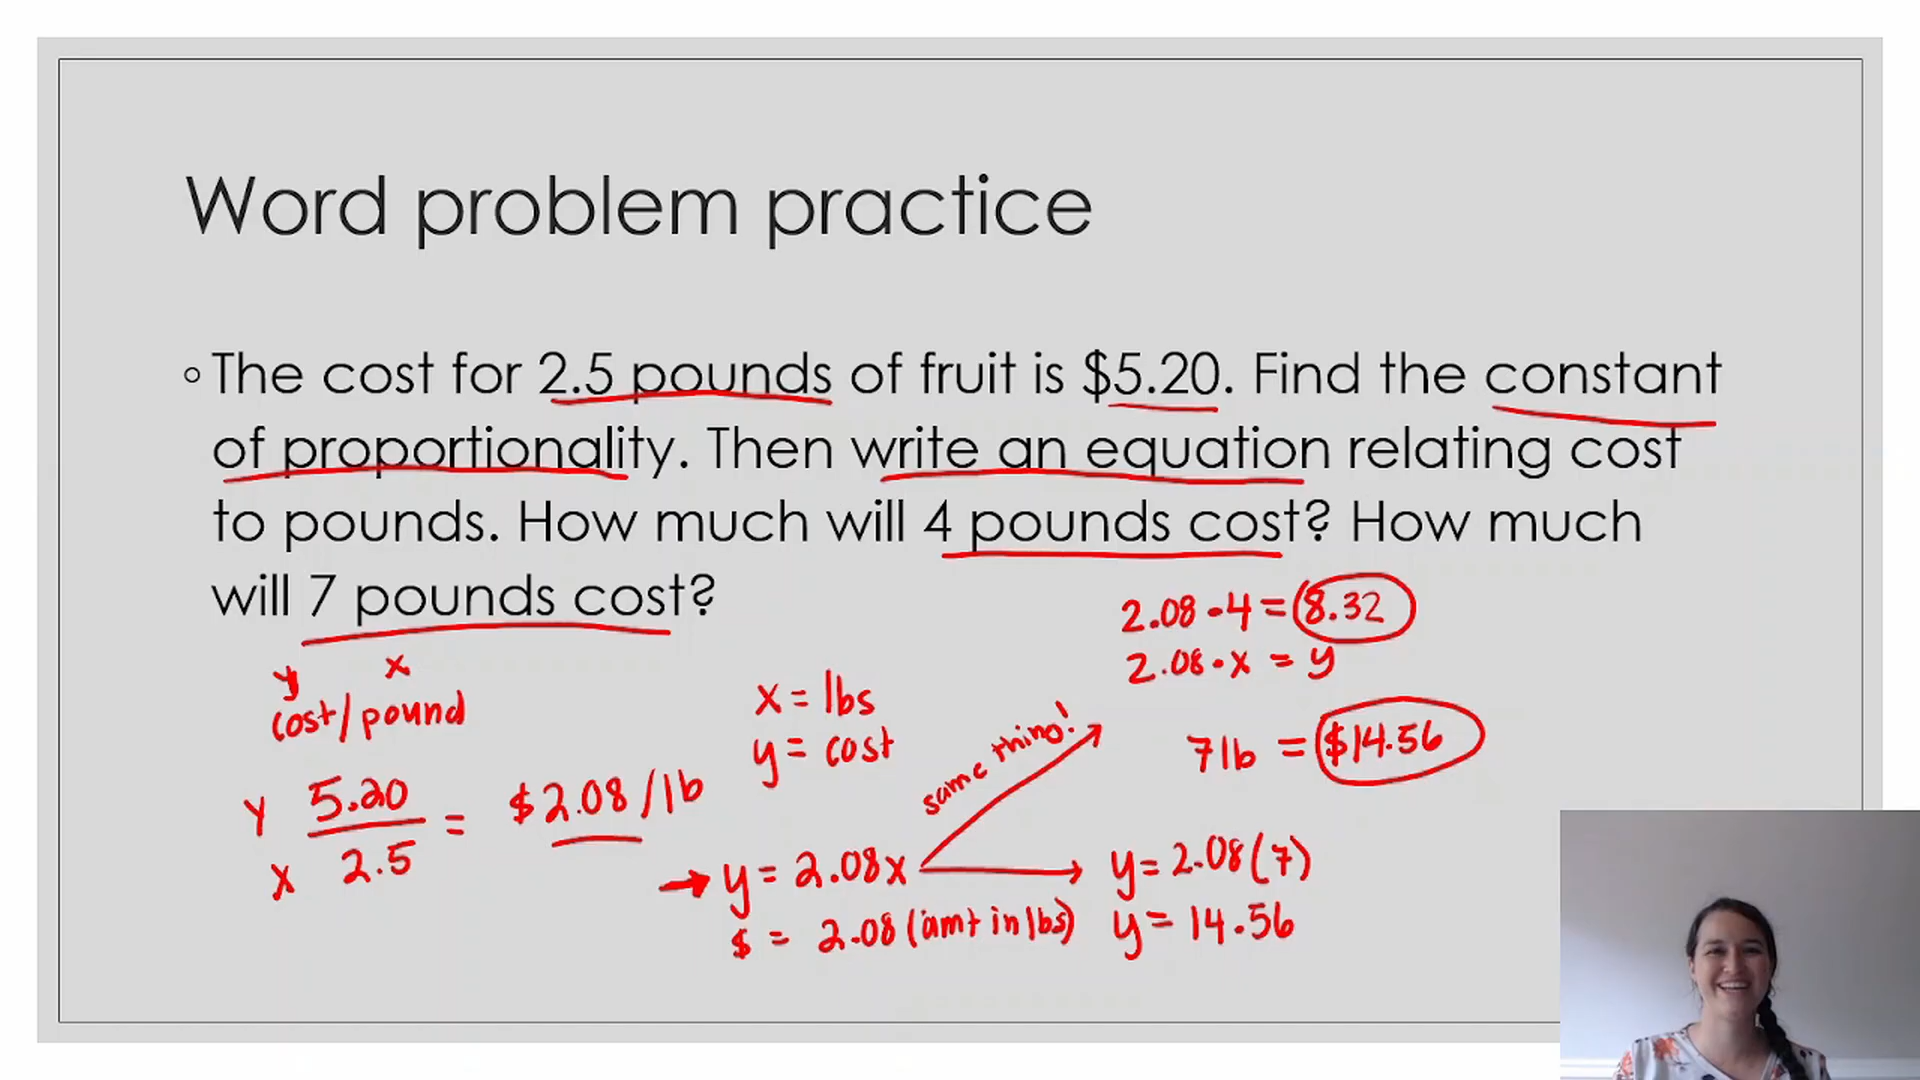 Word problem practice
The cost for 2.5 pounds of fruit is $5.20. Find the constant
of proportionality. Then write an equation relating cost
to pounds. How much will 4 pounds cost? How much
will 7 pounds cost?
2.08 · 4 = 8.32
2.08 · x = y
y x
cost/pound
x = lbs
y = cost
same thing!
7 lb = $14.56
y 5.20
x 2.5
= $2.08/lb
→ y = 2.08x
$ = 2.08 (amt in lbs)
y = 2.08(7)
y = 14.56